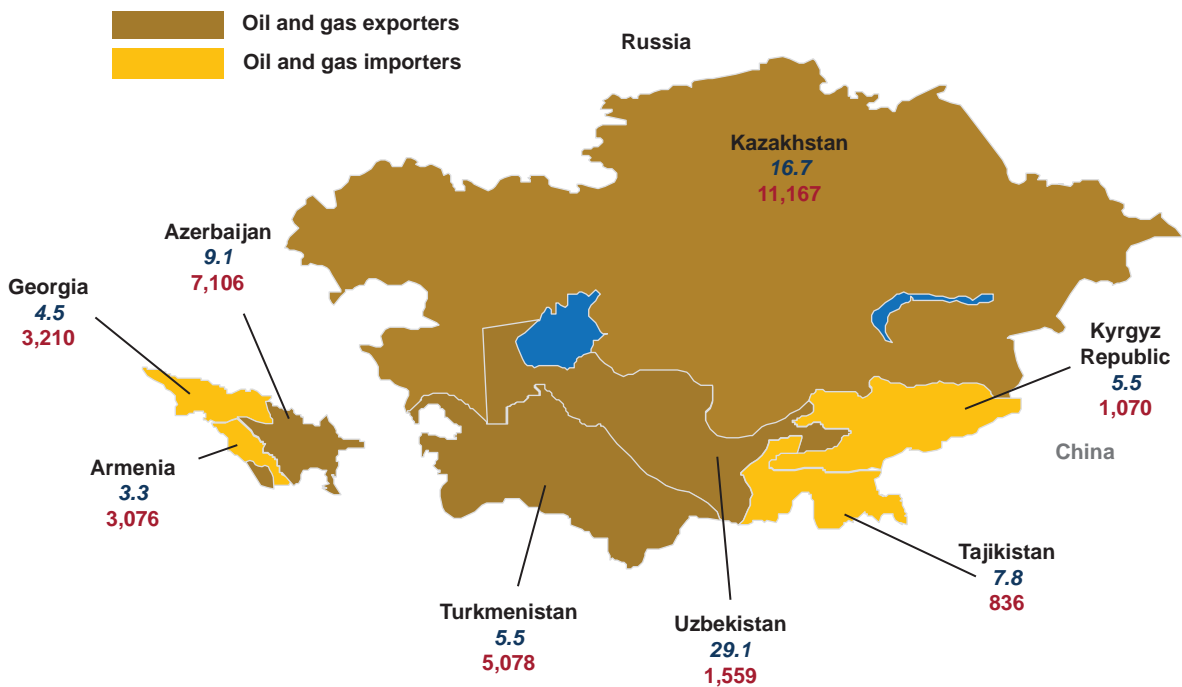 Oil and gas exporters
Oil and gas importers
Russia
Kazakhstan
16.7
11,167
Azerbaijan
9.1
7,106
Georgia
4.5
3,210
Kyrgyz
Republic
5.5
1,070
China
Armenia
3.3
3,076
Tajikistan
7.8
836
Turkmenistan
5.5
5,078
Uzbekistan
29.1
1,559